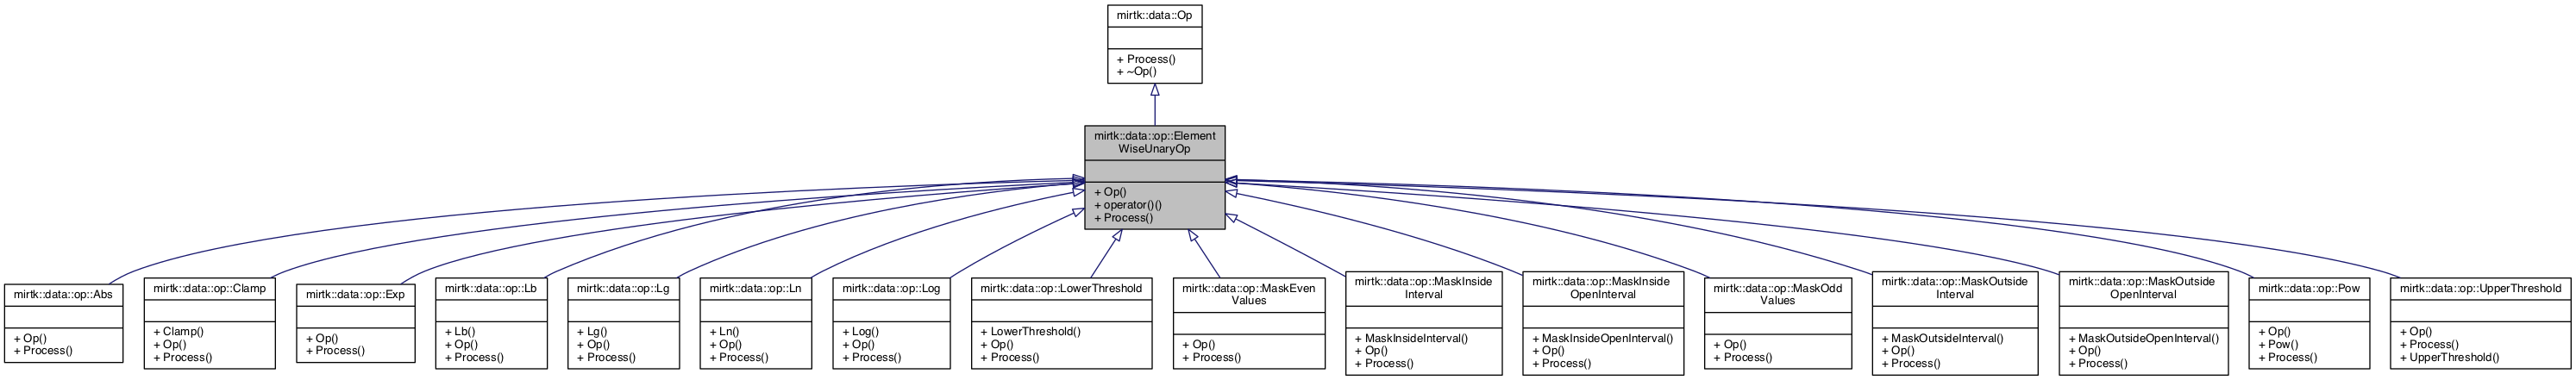 mirtk::data::Op
+ Process()
+ ~Op()
mirtk::data::op::Element
WiseUnaryOp
+ Op()
+ operator()()
+ Process()
mirtk::data::op::Abs
+ Op()
+ Process()
mirtk::data::op::Clamp
+ Clamp()
+ Op()
+ Process()
mirtk::data::op::Exp
+ Op()
+ Process()
mirtk::data::op::Lb
+ Lb()
+ Op()
+ Process()
mirtk::data::op::Lg
+ Lg()
+ Op()
+ Process()
mirtk::data::op::Ln
+ Ln()
+ Op()
+ Process()
mirtk::data::op::Log
+ Log()
+ Op()
+ Process()
mirtk::data::op::LowerThreshold
+ LowerThreshold()
+ Op()
+ Process()
mirtk::data::op::MaskEven
Values
+ Op()
+ Process()
mirtk::data::op::MaskInside
Interval
+ MaskInsideInterval()
+ Op()
+ Process()
mirtk::data::op::MaskInside
OpenInterval
+ MaskInsideOpenInterval()
+ Op()
+ Process()
mirtk::data::op::MaskOdd
Values
+ Op()
+ Process()
mirtk::data::op::MaskOutside
Interval
+ MaskOutsideInterval()
+ Op()
+ Process()
mirtk::data::op::MaskOutside
OpenInterval
+ MaskOutsideOpenInterval()
+ Op()
+ Process()
mirtk::data::op::Pow
+ Op()
+ Pow()
+ Process()
mirtk::data::op::UpperThreshold
+ Op()
+ Process()
+ UpperThreshold()